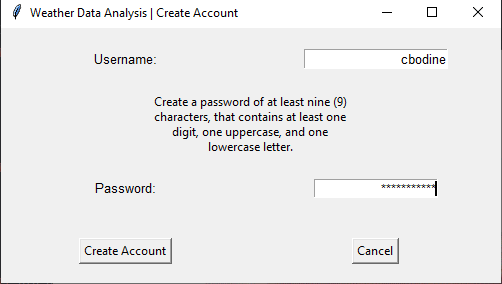 Weather Data Analysis | Create Account
Username: cbodine
Create a password of at least nine (9)
characters, that contains at least one
digit, one uppercase, and one
lowercase letter.
Password: ***********
Create Account Cancel